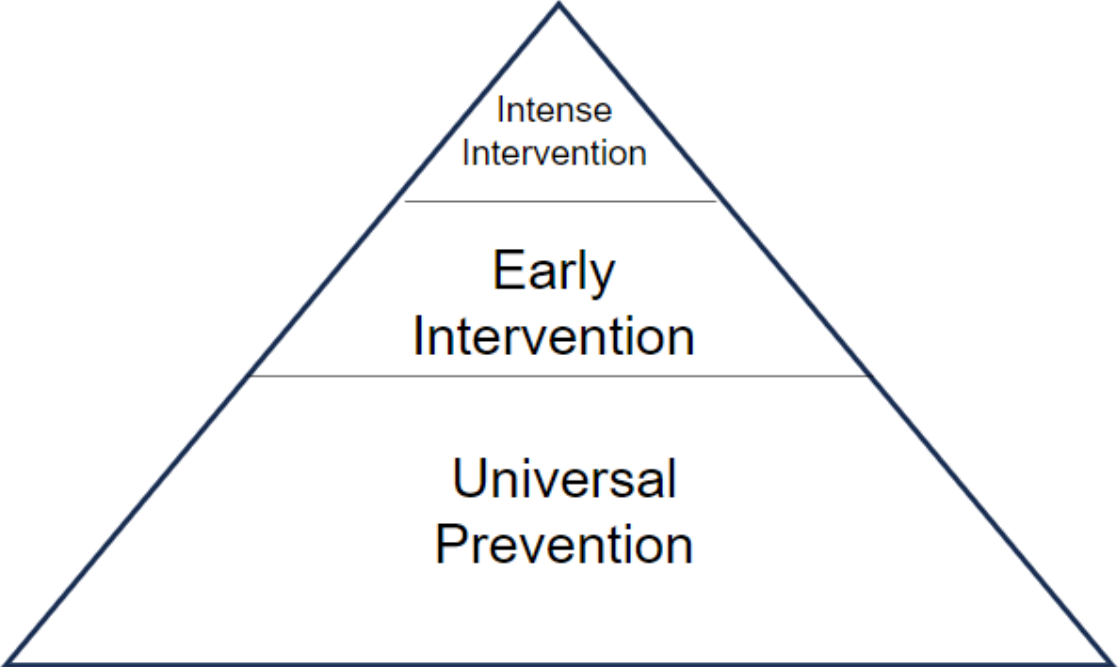 Intense
Intervention
Early
Intervention
Universal
Prevention